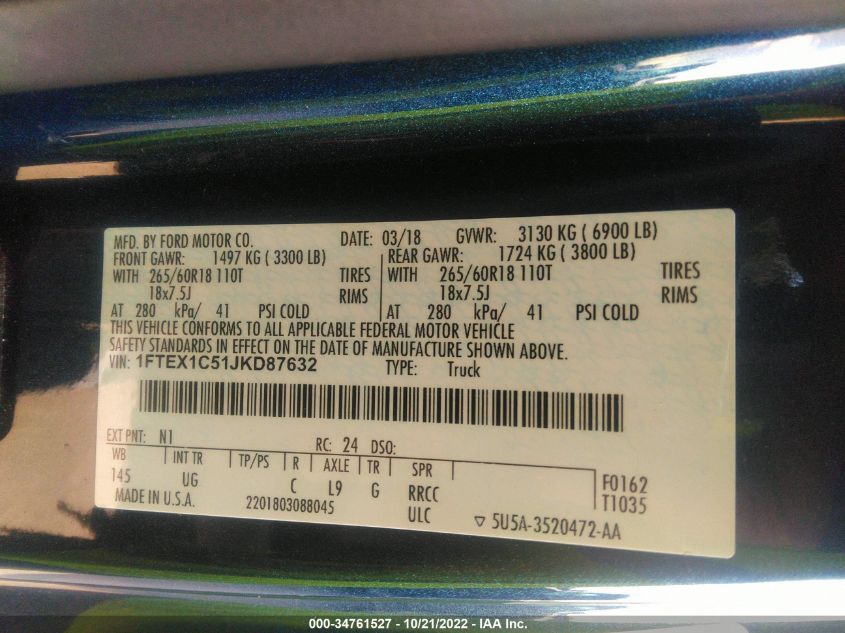 MFD. BY FORD MOTOR CO. DATE: 03/18 GVWR: 3130 KG ( 6900 LB)
FRONT GAWR: 1497 KG ( 3300 LB) REAR GAWR: 1724 KG ( 3800 LB)
WITH 265/60R18 110T TIRES WITH 265/60R18 110T TIRES
18x7.5J RIMS 18x7.5J RIMS
AT 280 kPa/ 41 PSI COLD AT 280 kPa/ 41 PSI COLD
THIS VEHICLE CONFORMS TO ALL APPLICABLE FEDERAL MOTOR VEHICLE
SAFETY STANDARDS IN EFFECT ON THE DATE OF MANUFACTURE SHOWN ABOVE.
VIN: 1FTEX1C51JKD87632 TYPE: Truck
EXT PNT: N1 RC: 24 DSO:
WB INT TR TP/PS R AXLE TR SPR F0162
145 UG C L9 G RRCC T1035
MADE IN U.S.A. 2201803088045 ULC ▽ 5U5A-3520472-AA
000-34761527 - 10/21/2022 - IAA Inc.